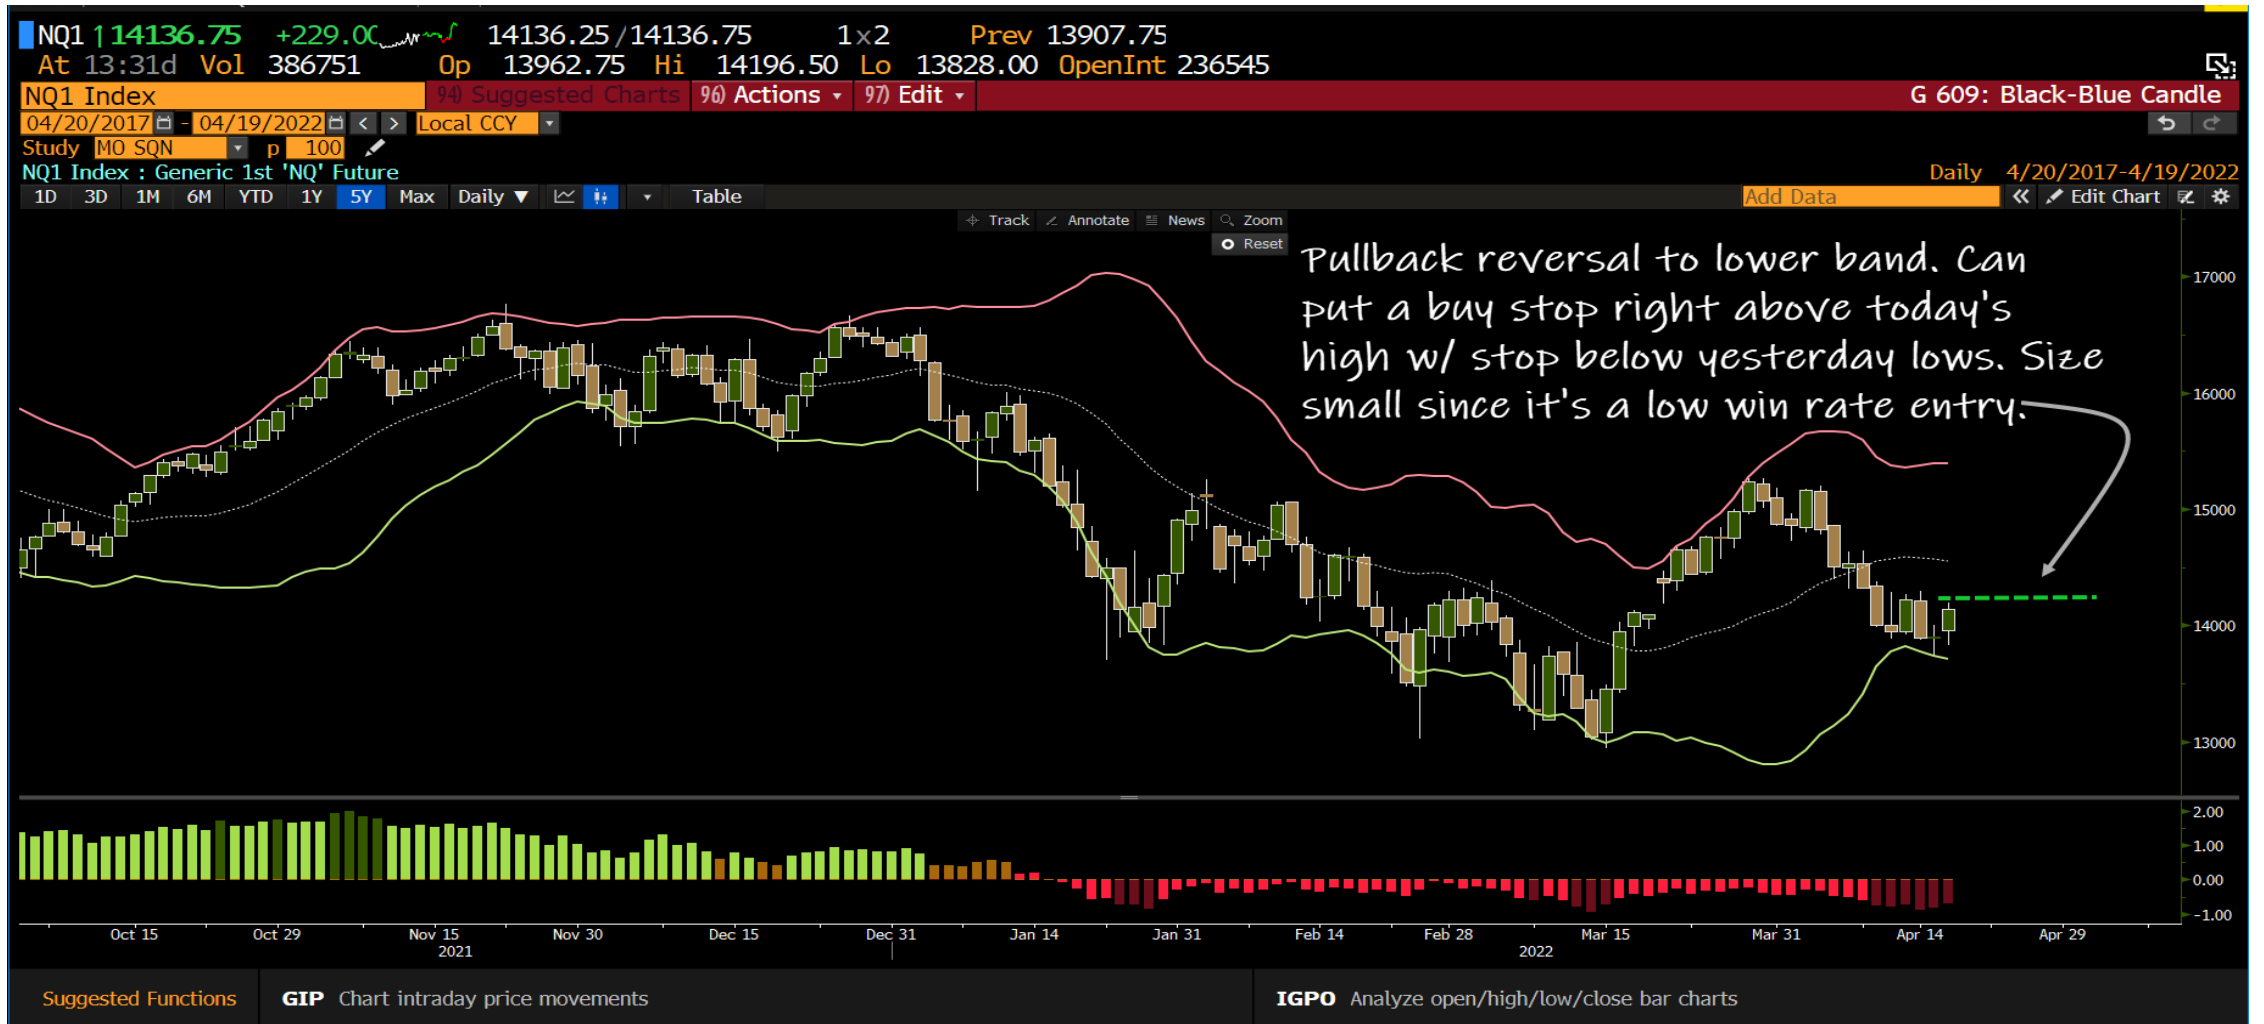 NQ1 ↑14136.75 +229.00 14136.25/14136.75 1x2 Prev 13907.75
At 13:31d Vol 386751 Op 13962.75 Hi 14196.50 Lo 13828.00 OpenInt 236545
NQ1 Index 94) Suggested Charts 96) Actions 97) Edit G 609: Black-Blue Candle
04/20/2017 - 04/19/2022 < > Local CCY
Study MO SQN p 100
NQ1 Index : Generic 1st 'NQ' Future Daily 4/20/2017-4/19/2022
1D 3D 1M 6M YTD 1Y 5Y Max Daily ▼ Table Add Data « Edit Chart
Track Annotate News Zoom
Reset
Pullback reversal to lower band. Can
put a buy stop right above today's
high w/ stop below yesterday lows. Size
small since it's a low win rate entry.
17000
16000
15000
14000
13000
2.00
1.00
0.00
-1.00
Oct 15 Oct 29 Nov 15 Nov 30 Dec 15 Dec 31 Jan 14 Jan 31 Feb 14 Feb 28 Mar 15 Mar 31 Apr 14 Apr 29
2021 2022
Suggested Functions GIP Chart intraday price movements IGPO Analyze open/high/low/close bar charts